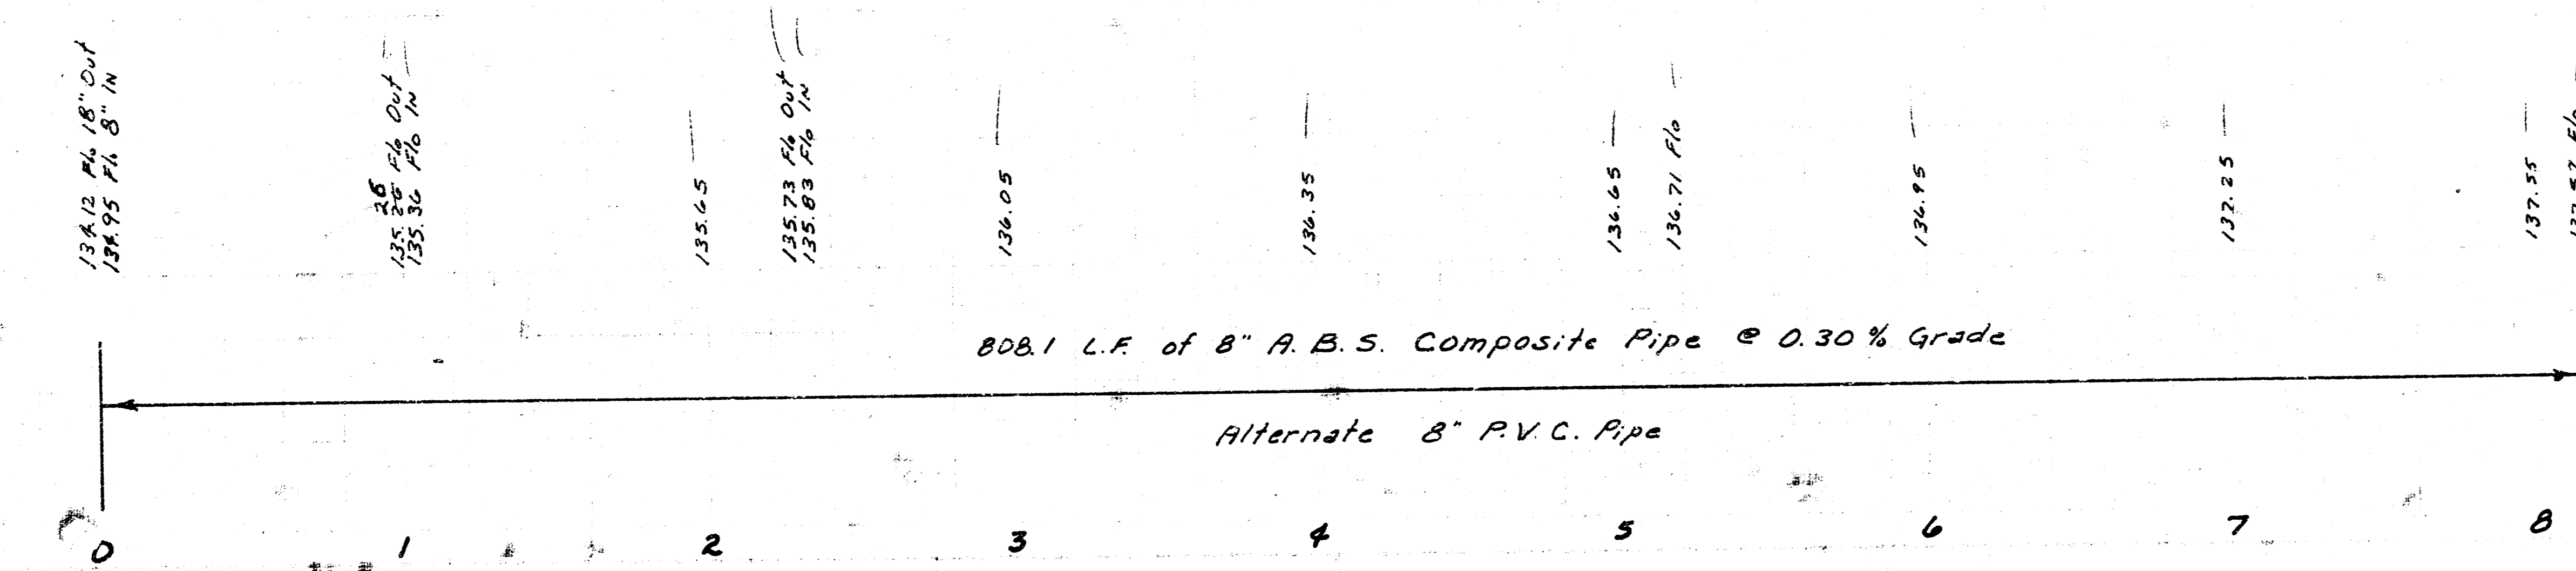 134.12 Flo 18" Out
134.95 Flo 8" IN
26
135.20 Flo Out
135.36 Flo IN
135.65
135.73 Flo Out
135.83 Flo IN
136.05
136.35
136.65
136.71 Flo
136.95
137.25
137.55
808.1 L.F. of 8" A.B.S. Composite Pipe @ 0.30% Grade
Alternate 8" P.V.C. Pipe
0 1 2 3 4 5 6 7 8